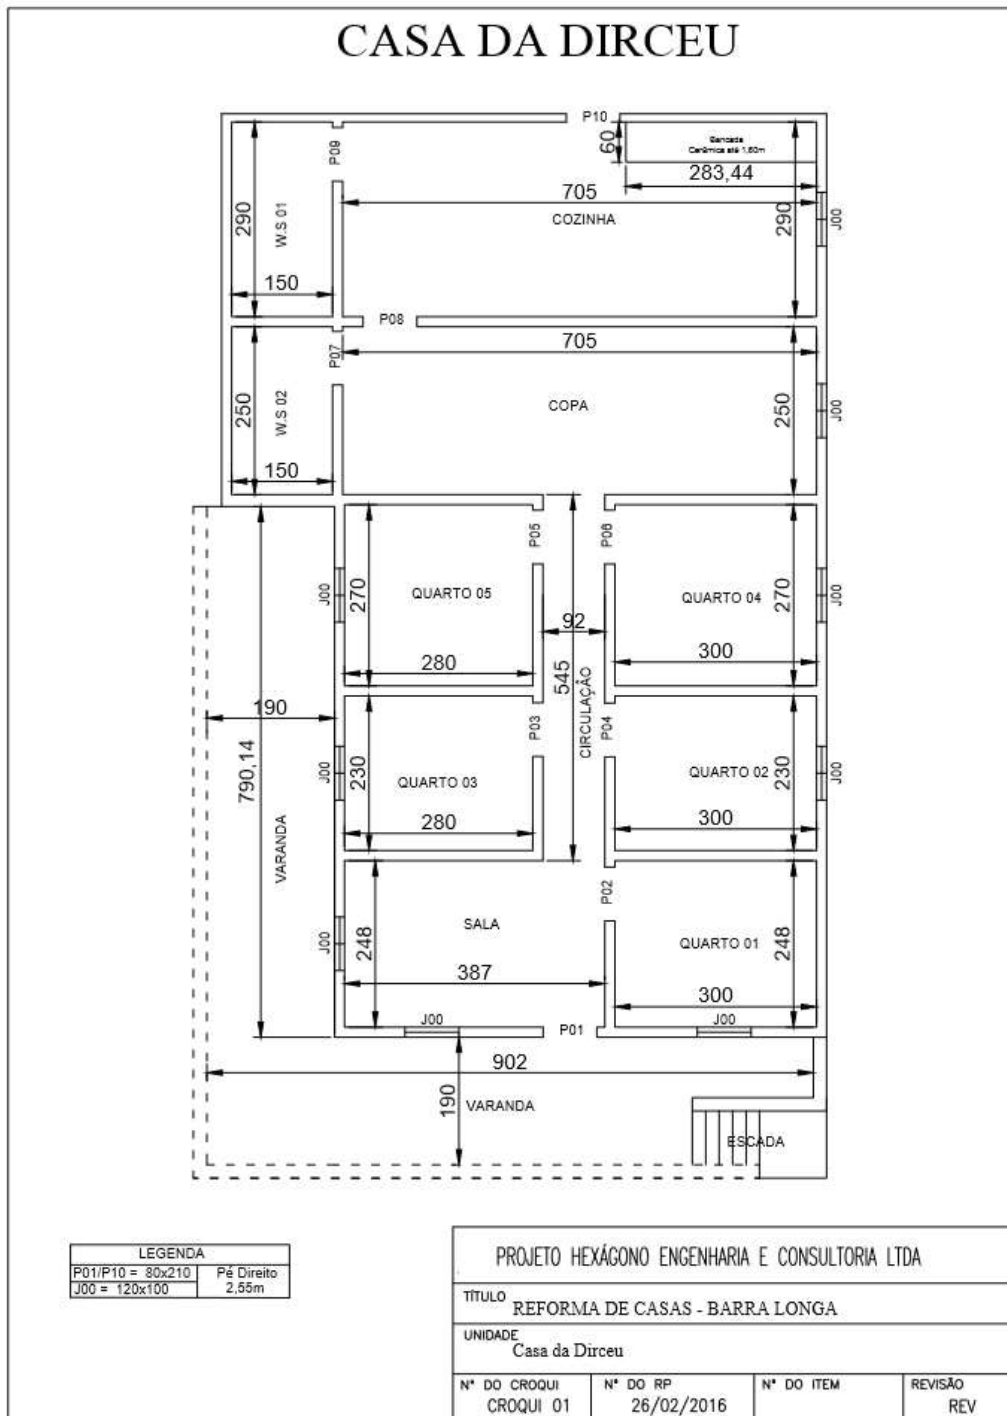 CASA DA DIRCEU
P10
Bancada
Cerâmica até 1,60m
60
283,44
P09
705
COZINHA
290
W.S 01
290
J00
150
P08
705
P07
COPA
250
W.S 02
250
J00
150
P05
P06
QUARTO 05
QUARTO 04
J00
270
270
J00
92
280
300
545
CIRCULAÇÃO
190
790,14
P03
P04
J00
230
QUARTO 03
QUARTO 02
230
J00
280
300
VARANDA
P02
SALA
QUARTO 01
J00
248
248
387
300
J00
P01
J00
902
190
VARANDA
ESCADA
LEGENDA
P01/P10 = 80x210
Pé Direito
J00 = 120x100
2,55m
PROJETO HEXÁGONO ENGENHARIA E CONSULTORIA LTDA
TÍTULO
REFORMA DE CASAS - BARRA LONGA
UNIDADE
Casa da Dirceu
N° DO CROQUI
N° DO RP
N° DO ITEM
REVISÃO
CROQUI 01
26/02/2016
REV